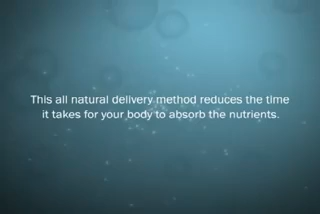 This all natural delivery method reduces the time
it takes for your body to absorb the nutrients.